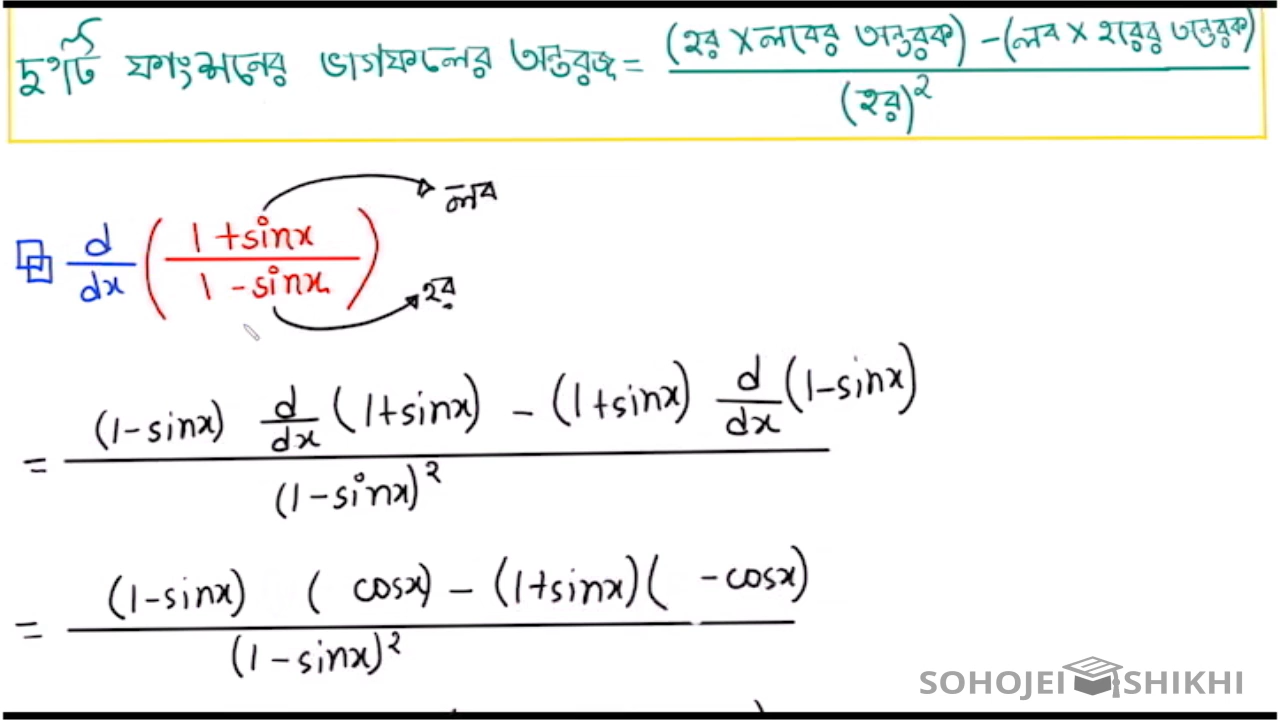 দুটি ফাংশনের ভাগফলের অন্তরজ = (হর × লবের অন্তরক) − (লব × হরের অন্তরক) / (হর)²
d/dx ( 1 + sinx / 1 − sinx )
লব
হর
= (1−sinx) d/dx (1+sinx) − (1+sinx) d/dx (1−sinx) / (1−sinx)²
= (1−sinx) ( cosx) − (1+sinx)( −cosx) / (1−sinx)²
SOHOJEI SHIKHI